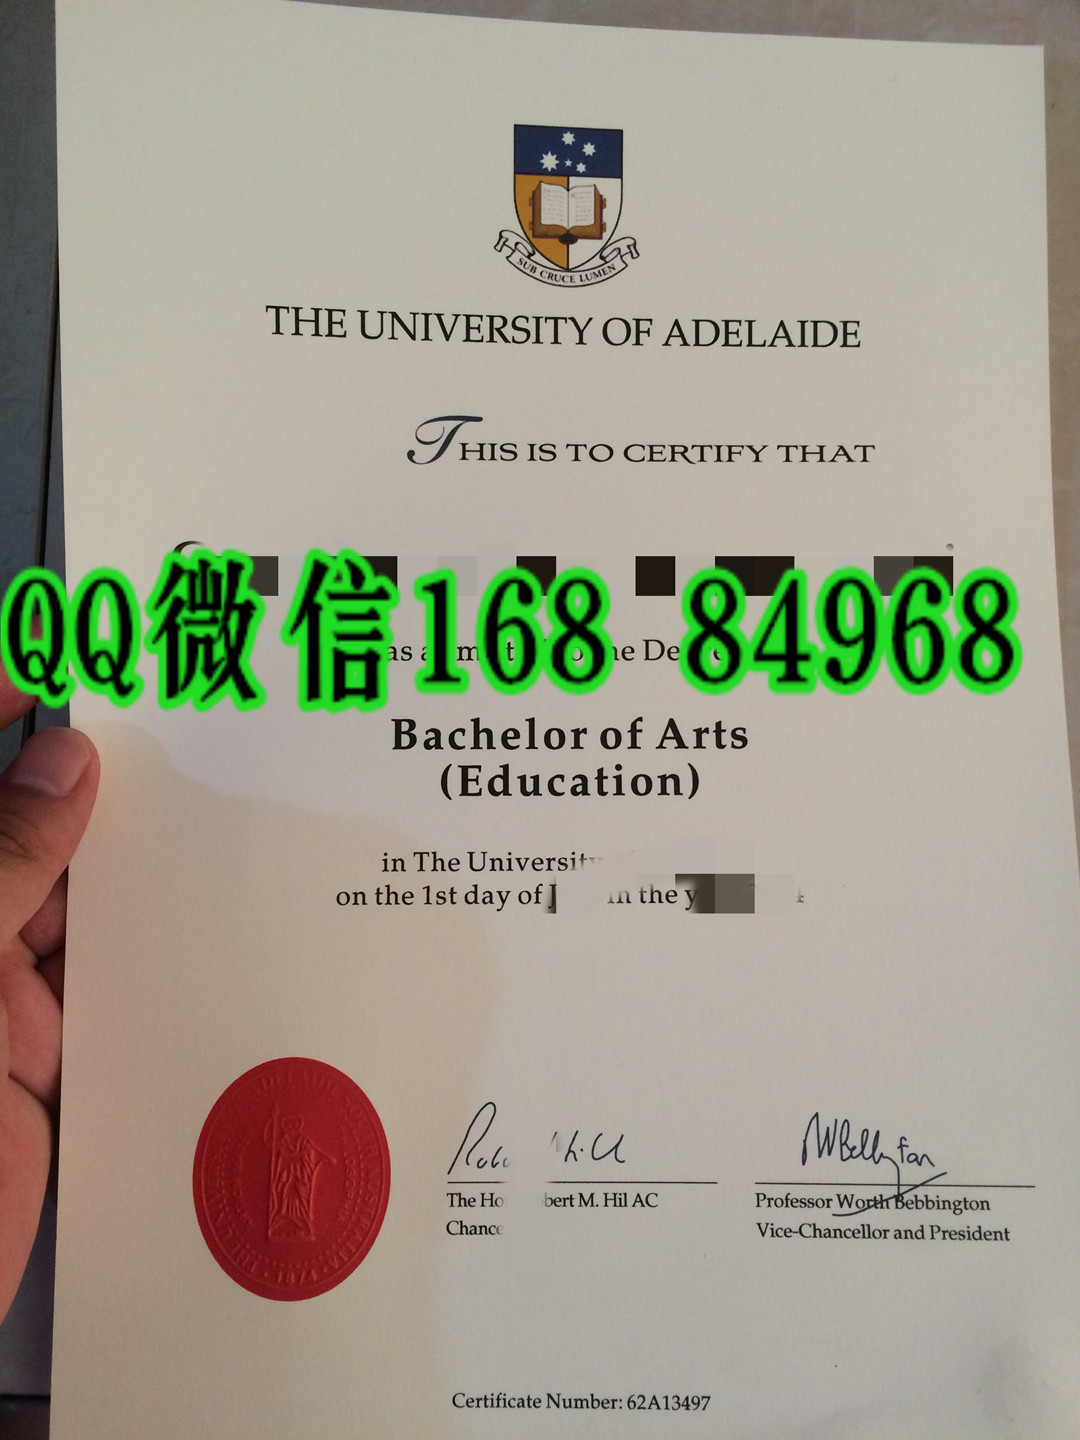 SUB CRUCE LUMEN
THE UNIVERSITY OF ADELAIDE
THIS IS TO CERTIFY THAT
QQ微信168 84968
Bachelor of Arts
(Education)
in The University
on the 1st day of J in the y
The Ho bert M. Hil AC
Chance
Professor Worth Bebbington
Vice-Chancellor and President
1874
Certificate Number: 62A13497